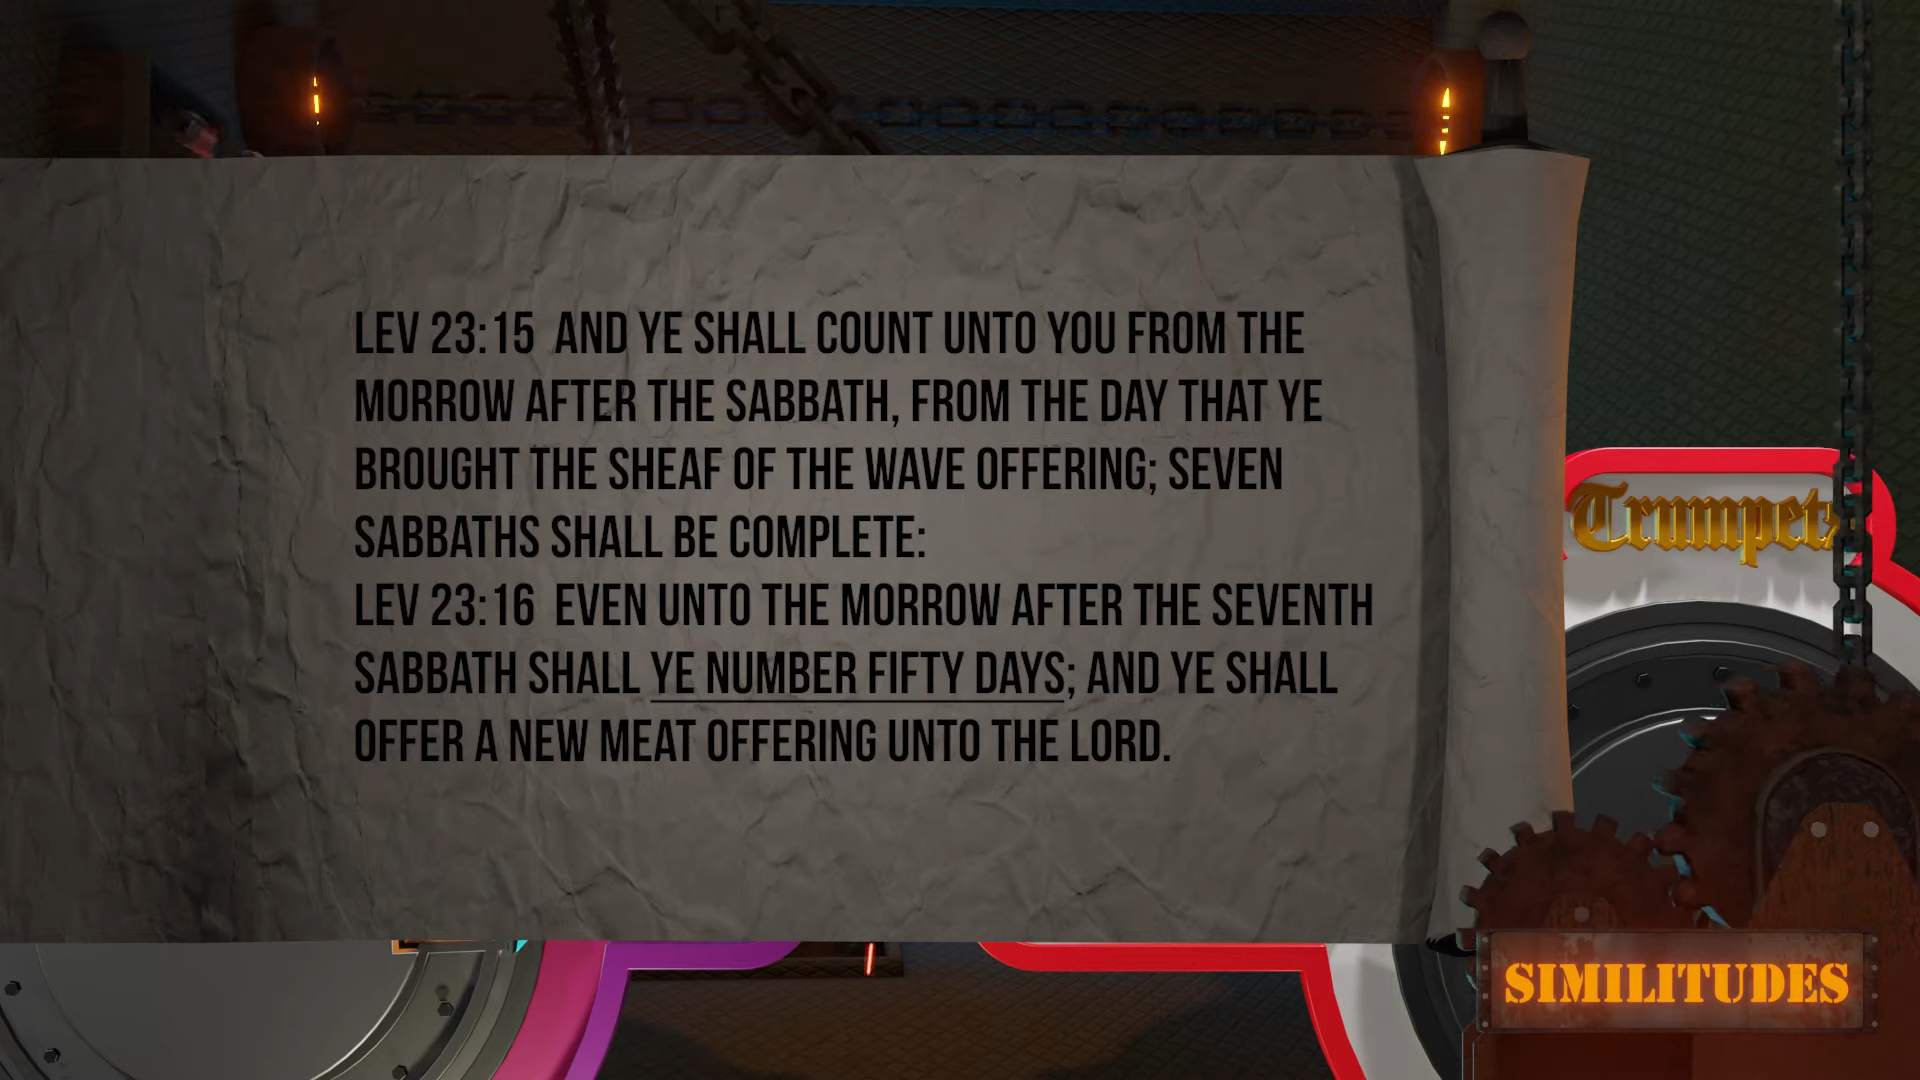 LEV 23:15 AND YE SHALL COUNT UNTO YOU FROM THE
MORROW AFTER THE SABBATH, FROM THE DAY THAT YE
BROUGHT THE SHEAF OF THE WAVE OFFERING; SEVEN
SABBATHS SHALL BE COMPLETE:
LEV 23:16 EVEN UNTO THE MORROW AFTER THE SEVENTH
SABBATH SHALL YE NUMBER FIFTY DAYS; AND YE SHALL
OFFER A NEW MEAT OFFERING UNTO THE LORD.
Trumpets
SIMILITUDES